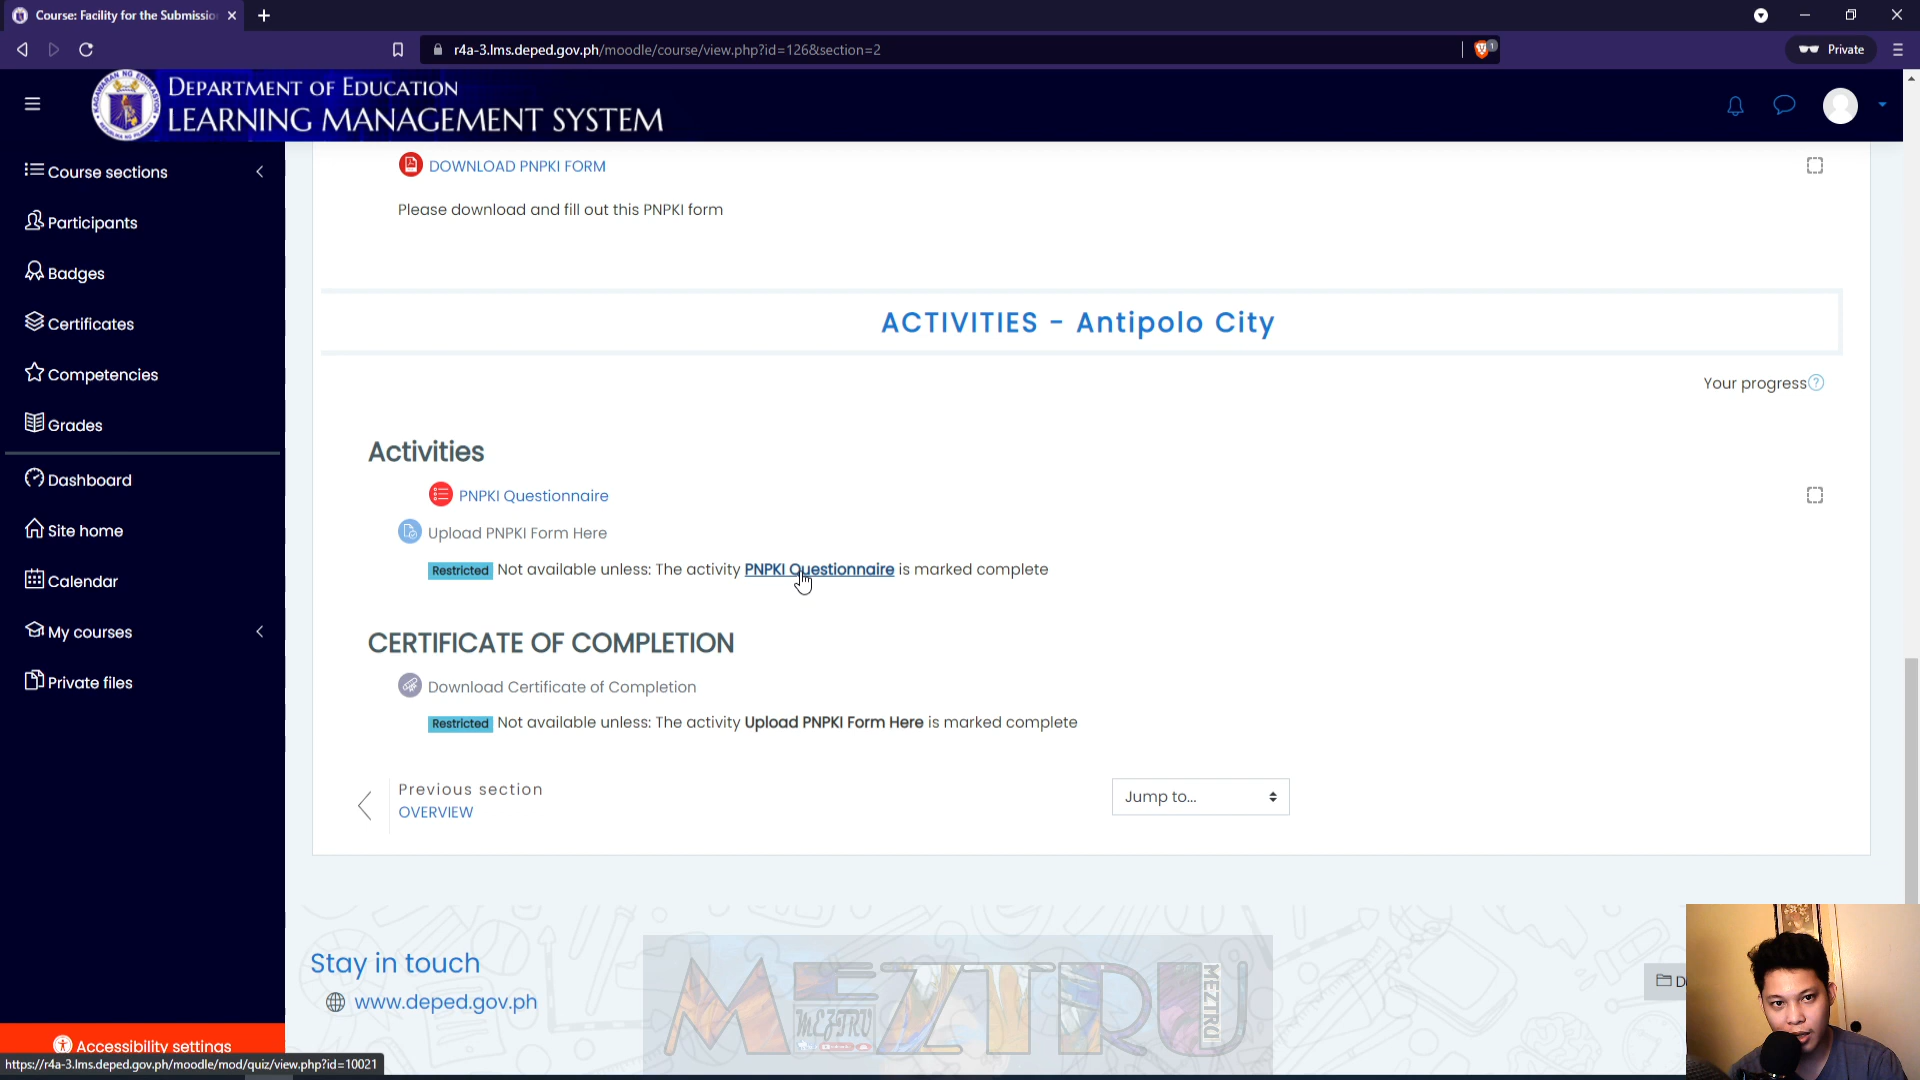 Course: Facility for the Submissio
r4a-3.lms.deped.gov.ph/moodle/course/view.php?id=126&section=2
1
Private
DEPARTMENT OF EDUCATION
LEARNING MANAGEMENT SYSTEM
Course sections
Participants
Badges
Certificates
Competencies
Grades
Dashboard
Site home
Calendar
My courses
Private files
Accessibility settings
https://r4a-3.lms.deped.gov.ph/moodle/mod/quiz/view.php?id=10021
DOWNLOAD PNPKI FORM
Please download and fill out this PNPKI form
ACTIVITIES - Antipolo City
Your progress
Activities
PNPKI Questionnaire
Upload PNPKI Form Here
Restricted Not available unless: The activity PNPKI Questionnaire is marked complete
CERTIFICATE OF COMPLETION
Download Certificate of Completion
Restricted Not available unless: The activity Upload PNPKI Form Here is marked complete
Previous section
OVERVIEW
Jump to...
Stay in touch
www.deped.gov.ph
MEZTRU
MEZTRU
MEZTRU